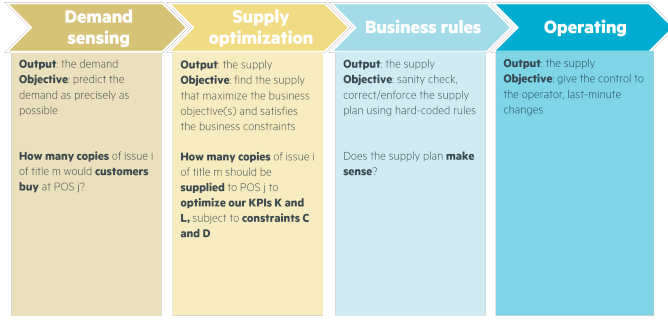 Demand
sensing
Output: the demand
Objective: predict the
demand as precisely as
possible
How many copies of issue i
of title m would customers
buy at POS j?
Supply
optimization
Output: the supply
Objective: find the supply
that maximize the business
objective(s) and satisfies
the business constraints
How many copies of issue i
of title m should be
supplied to POS j to
optimize our KPIs K and
L, subject to constraints C
and D
Business rules
Output: the supply
Objective: sanity check,
correct/enforce the supply
plan using hard-coded rules
Does the supply plan make
sense?
Operating
Output: the supply
Objective: give the control to
the operator, last-minute
changes